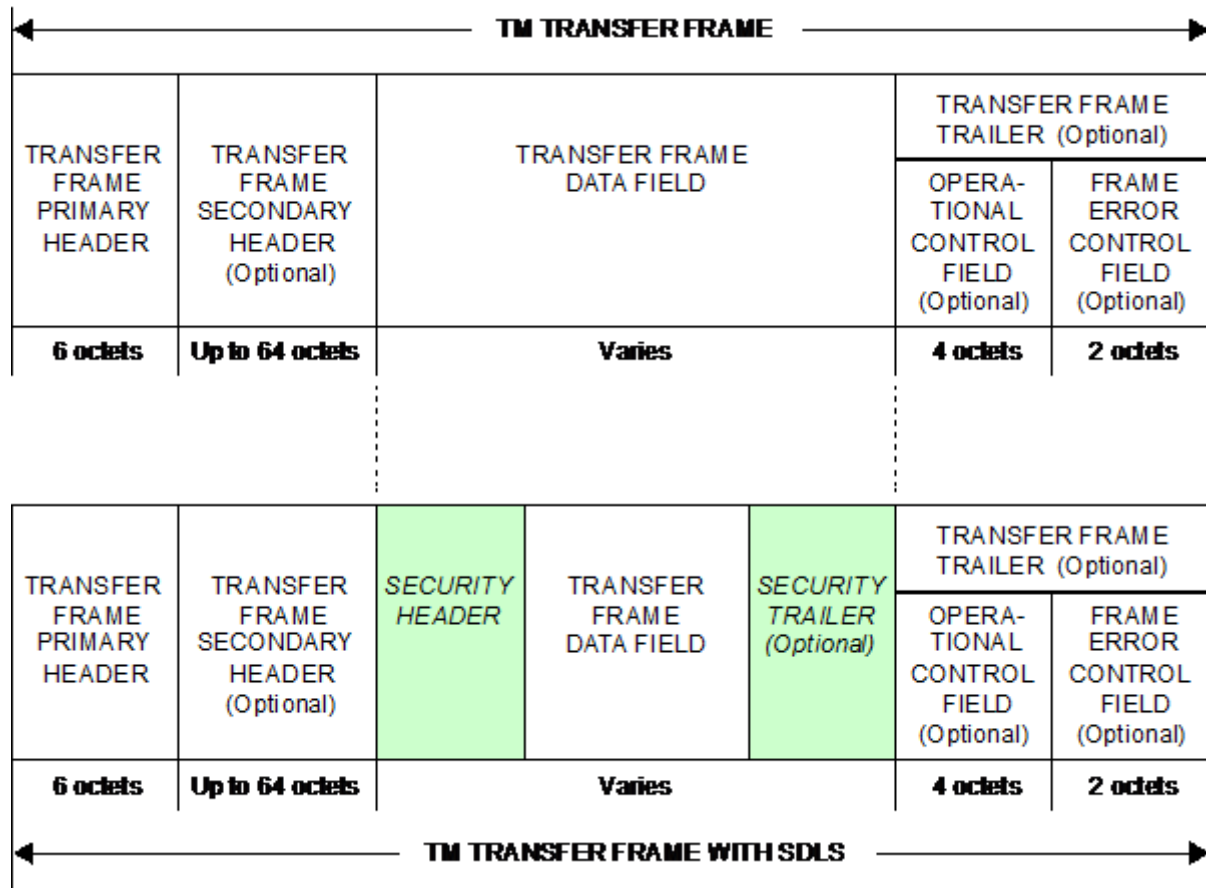 TM TRANSFER FRAME
TRANSFER
FRAME
PRIMARY
HEADER
TRANSFER
FRAME
SECONDARY
HEADER
(Optional)
TRANSFER FRAME
DATA FIELD
TRANSFER FRAME
TRAILER (Optional)
OPERA-
TIONAL
CONTROL
FIELD
(Optional)
FRAME
ERROR
CONTROL
FIELD
(Optional)
6 octets
Up to 64 octets
Varies
4 octets
2 octets
TRANSFER
FRAME
PRIMARY
HEADER
TRANSFER
FRAME
SECONDARY
HEADER
(Optional)
SECURITY
HEADER
TRANSFER
FRAME
DATA FIELD
SECURITY
TRAILER
(Optional)
TRANSFER FRAME
TRAILER (Optional)
OPERA-
TIONAL
CONTROL
FIELD
(Optional)
FRAME
ERROR
CONTROL
FIELD
(Optional)
6 octets
Up to 64 octets
Varies
4 octets
2 octets
TM TRANSFER FRAME WITH SDLS